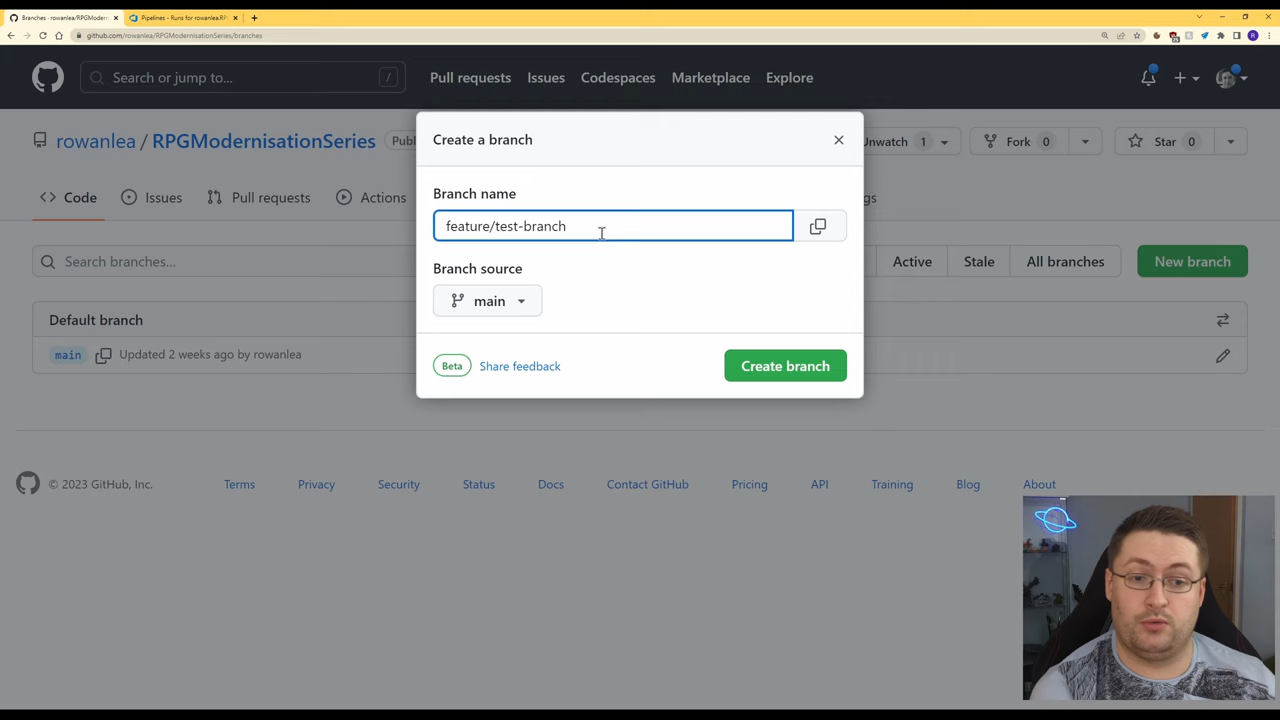 Branches · rowanlea/RPGModern
Pipelines - Runs for rowanlea.RP
github.com/rowanlea/RPGModernisationSeries/branches
Search or jump to...
/
Pull requests
Issues
Codespaces
Marketplace
Explore
rowanlea / RPGModernisationSeries
Publ
Unwatch 1
Fork 0
Star 0
Code
Issues
Pull requests
Actions
gs
Create a branch
Branch name
feature/test-branch
Branch source
main
Beta
Share feedback
Create branch
Search branches...
Active
Stale
All branches
New branch
Default branch
main
Updated 2 weeks ago by rowanlea
© 2023 GitHub, Inc.
Terms
Privacy
Security
Status
Docs
Contact GitHub
Pricing
API
Training
Blog
About